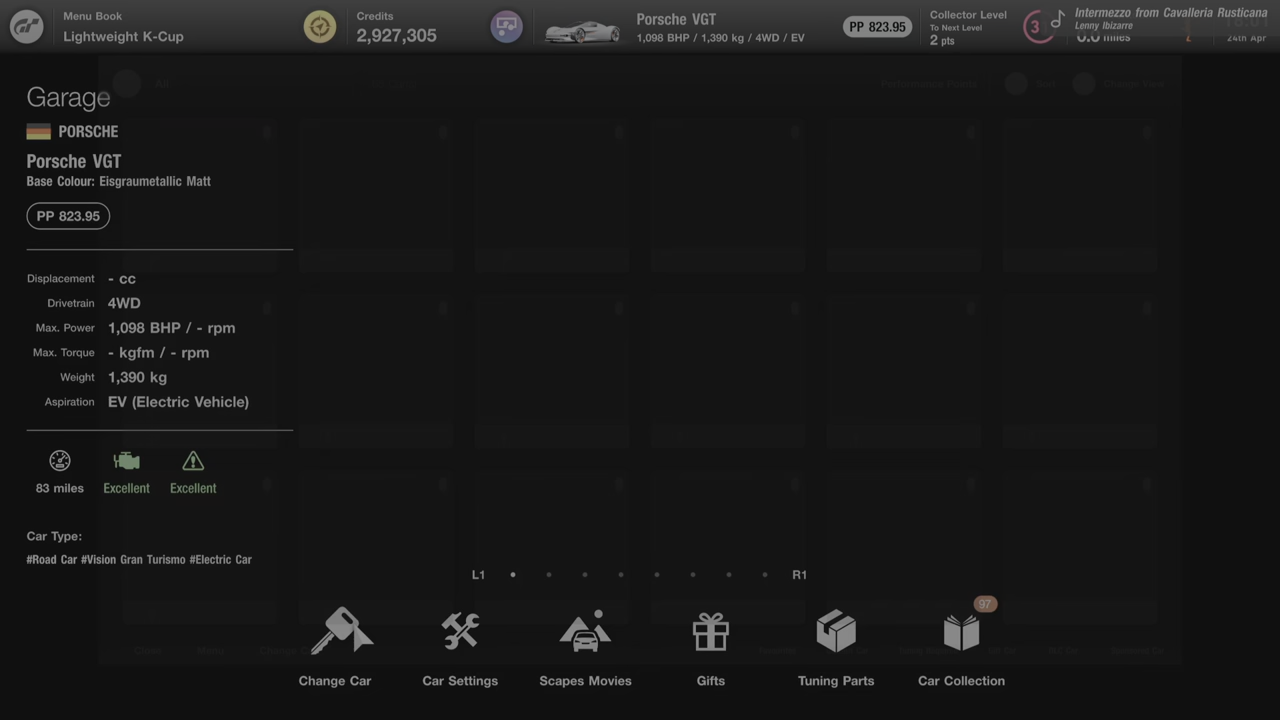 Menu Book
Lightweight K-Cup
Credits
2,927,305
Porsche VGT
1,098 BHP / 1,390 kg / 4WD / EV
PP 823.95
Collector Level
To Next Level
2 pts
3
Intermezzo from Cavalleria Rusticana
Lenny Ibizarre
0.0 miles
24th Apr
Garage
All
PORSCHE
Porsche VGT
Base Colour: Eisgraumetallic Matt
PP 823.95
Displacement - cc
Drivetrain 4WD
Max. Power 1,098 BHP / - rpm
Max. Torque - kgfm / - rpm
Weight 1,390 kg
Aspiration EV (Electric Vehicle)
83 miles Excellent Excellent
Car Type:
#Road Car #Vision Gran Turismo #Electric Car
L1 R1
97
Change Car Car Settings Scapes Movies Gifts Tuning Parts Car Collection